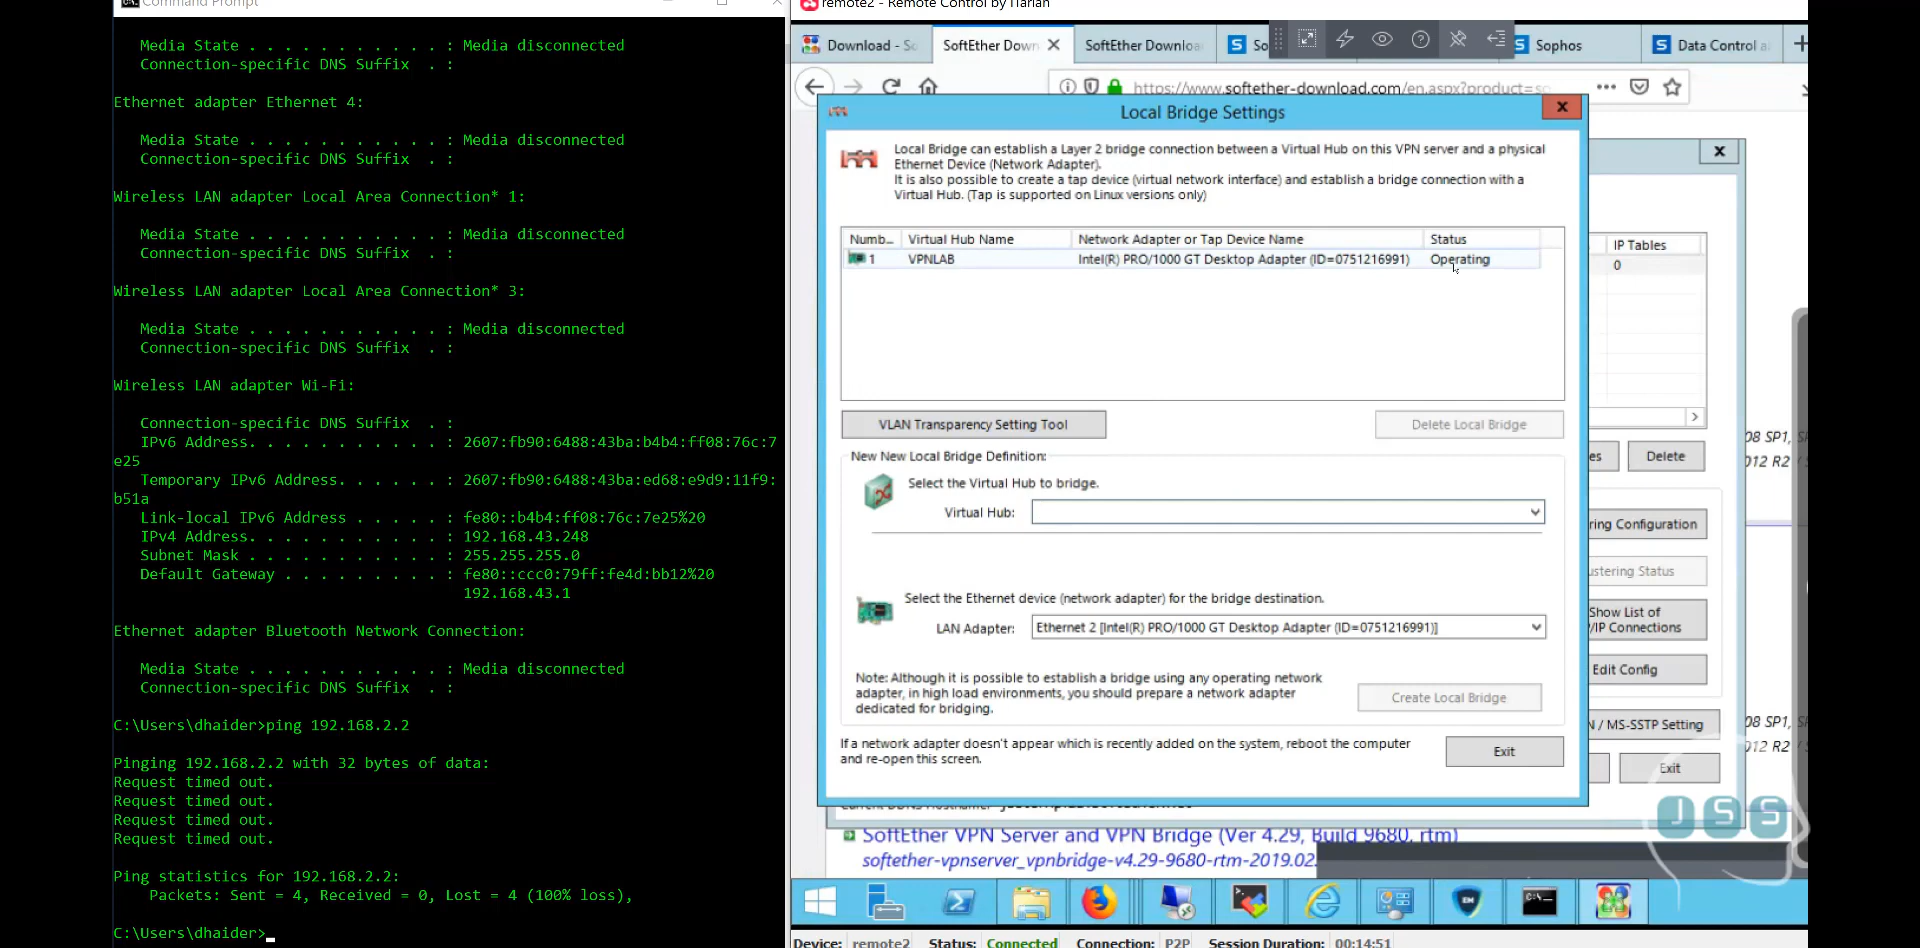 Command Prompt
Media State . . . . . . . . . . . : Media disconnected
Connection-specific DNS Suffix  . :
Ethernet adapter Ethernet 4:
Media State . . . . . . . . . . . : Media disconnected
Connection-specific DNS Suffix  . :
Wireless LAN adapter Local Area Connection* 1:
Media State . . . . . . . . . . . : Media disconnected
Connection-specific DNS Suffix  . :
Wireless LAN adapter Local Area Connection* 3:
Media State . . . . . . . . . . . : Media disconnected
Connection-specific DNS Suffix  . :
Wireless LAN adapter Wi-Fi:
Connection-specific DNS Suffix  . :
IPv6 Address. . . . . . . . . . . : 2607:fb90:6488:43ba:b4b4:ff08:76c:7
e25
Temporary IPv6 Address. . . . . . : 2607:fb90:6488:43ba:ed68:e9d9:11f9:
b51a
Link-local IPv6 Address . . . . . : fe80::b4b4:ff08:76c:7e25%20
IPv4 Address. . . . . . . . . . . : 192.168.43.248
Subnet Mask . . . . . . . . . . . : 255.255.255.0
Default Gateway . . . . . . . . . : fe80::ccc0:79ff:fe4d:bb12%20
192.168.43.1
Ethernet adapter Bluetooth Network Connection:
Media State . . . . . . . . . . . : Media disconnected
Connection-specific DNS Suffix  . :
C:\Users\dhaider>ping 192.168.2.2
Pinging 192.168.2.2 with 32 bytes of data:
Request timed out.
Request timed out.
Request timed out.
Request timed out.
Ping statistics for 192.168.2.2:
Packets: Sent = 4, Received = 0, Lost = 4 (100% loss),
C:\Users\dhaider>_
remote2 - Remote Control by ITarian
Download - So
SoftEther Down
SoftEther Downloa
So
Sophos
Data Control a
https://www.softether-download.com/en.aspx?product=so
Local Bridge Settings
Local Bridge can establish a Layer 2 bridge connection between a Virtual Hub on this VPN server and a physical
Ethernet Device (Network Adapter).
It is also possible to create a tap device (virtual network interface) and establish a bridge connection with a
Virtual Hub. (Tap is supported on Linux versions only)
Numb... Virtual Hub Name Network Adapter or Tap Device Name Status
1 VPNLAB Intel(R) PRO/1000 GT Desktop Adapter (ID=0751216991) Operating
VLAN Transparency Setting Tool
Delete Local Bridge
New New Local Bridge Definition:
Select the Virtual Hub to bridge.
Virtual Hub:
Select the Ethernet device (network adapter) for the bridge destination.
LAN Adapter: Ethernet 2 [Intel(R) PRO/1000 GT Desktop Adapter (ID=0751216991)]
Note: Although it is possible to establish a bridge using any operating network
adapter, in high load environments, you should prepare a network adapter
dedicated for bridging.
Create Local Bridge
If a network adapter doesn't appear which is recently added on the system, reboot the computer
and re-open this screen.
Exit
IP Tables
0
08 SP1, S
es
Delete
012 R2 / S
ring Configuration
ustering Status
Show List of
/IP Connections
Edit Config
N / MS-SSTP Setting
08 SP1, S
012 R2 / S
Exit
JSS
SoftEther VPN Server and VPN Bridge (Ver 4.29, Build 9680, rtm)
softether-vpnserver_vpnbridge-v4.29-9680-rtm-2019.02.
Device: remote2 Status: Connected Connection: P2P Session Duration: 00:14:51